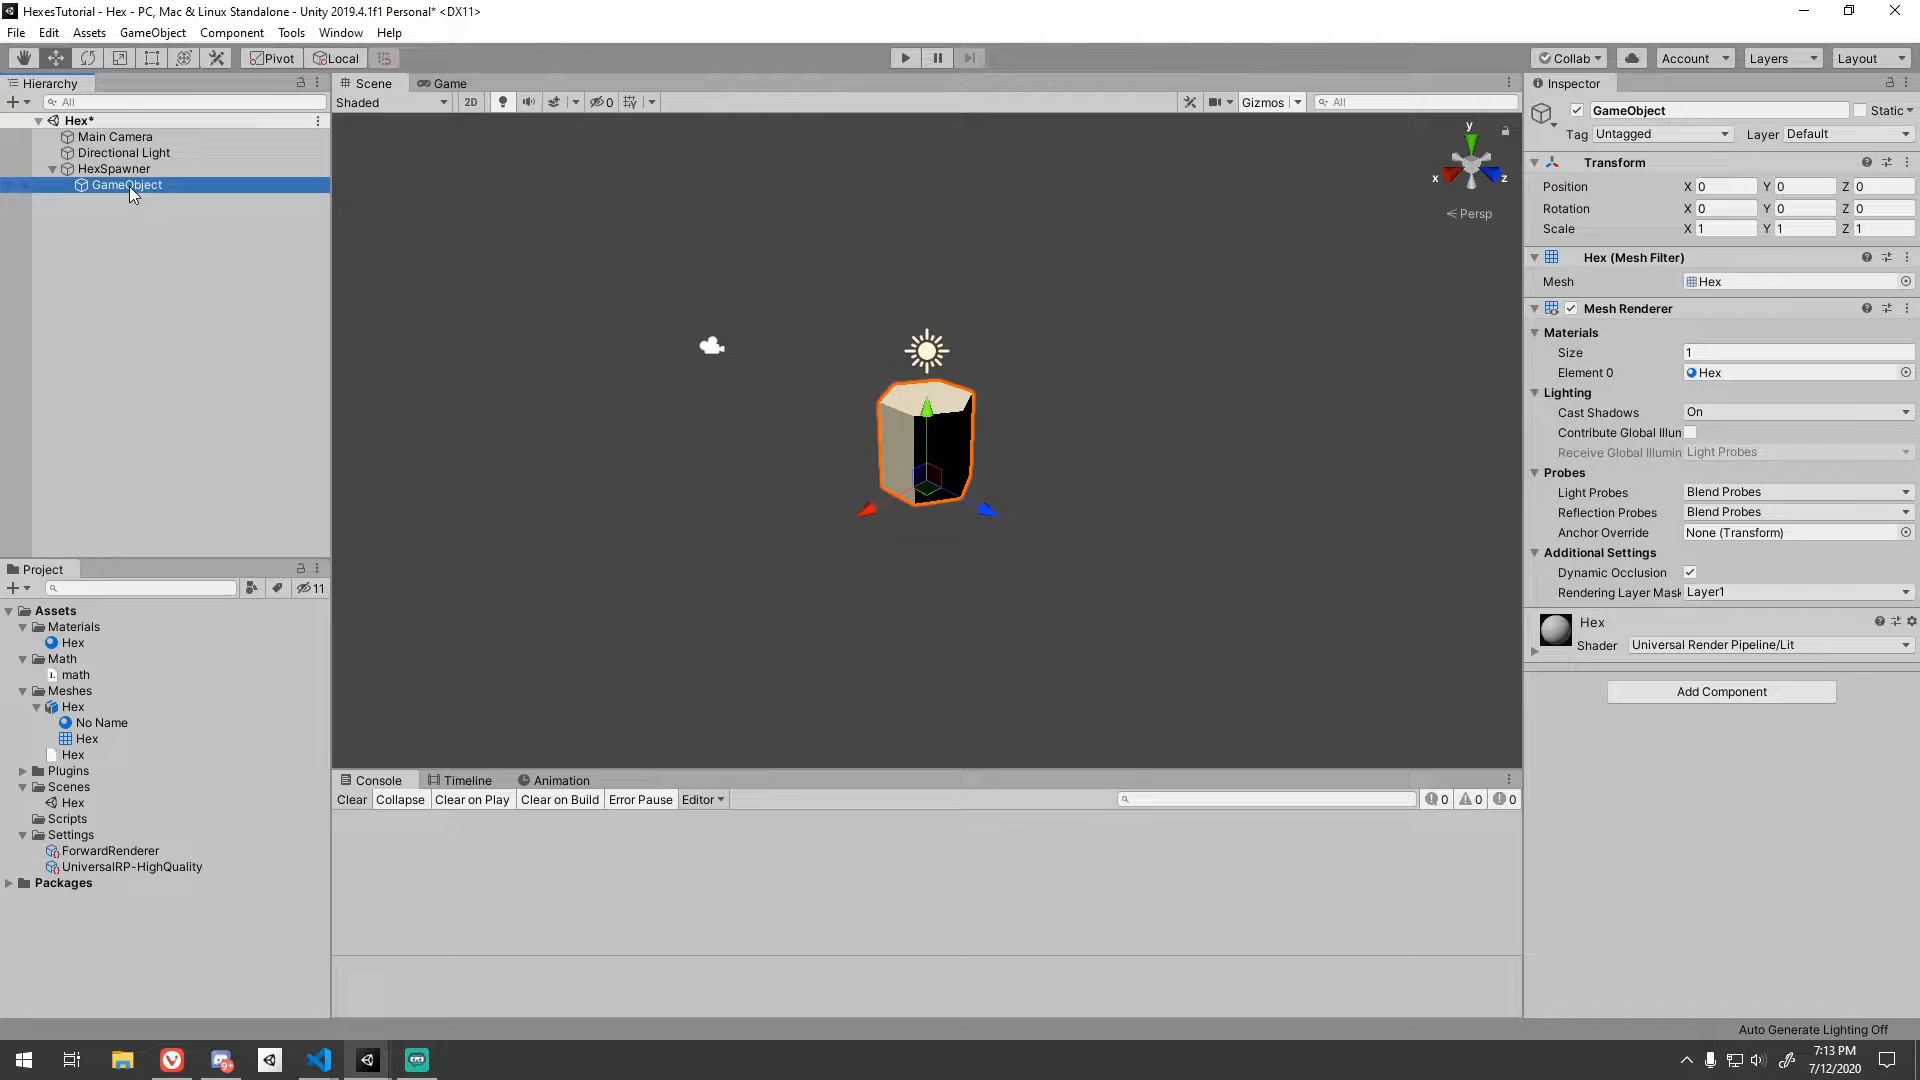 HexesTutorial - Hex - PC, Mac & Linux Standalone - Unity 2019.4.1f1 Personal* <DX11>
File Edit Assets GameObject Component Tools Window Help
Pivot Local Collab Account Layers Layout
Hierarchy
All
Hex*
Main Camera
Directional Light
HexSpawner
GameObject
Scene Game
Shaded 2D 0 Gizmos All
y
x z
Persp
Inspector
GameObject Static
Tag Untagged Layer Default
Transform
Position X 0 Y 0 Z 0
Rotation X 0 Y 0 Z 0
Scale X 1 Y 1 Z 1
Hex (Mesh Filter)
Mesh Hex
Mesh Renderer
Materials
Size 1
Element 0 Hex
Lighting
Cast Shadows On
Contribute Global Illun
Receive Global Illumin Light Probes
Probes
Light Probes Blend Probes
Reflection Probes Blend Probes
Anchor Override None (Transform)
Additional Settings
Dynamic Occlusion
Rendering Layer Mask Layer1
Hex
Shader Universal Render Pipeline/Lit
Add Component
Project
11
Assets
Materials
Hex
Math
math
Meshes
Hex
No Name
Hex
Hex
Plugins
Scenes
Hex
Scripts
Settings
ForwardRenderer
UniversalRP-HighQuality
Packages
Console Timeline Animation
Clear Collapse Clear on Play Clear on Build Error Pause Editor 0 0 0
Auto Generate Lighting Off
9+
7:13 PM
7/12/2020